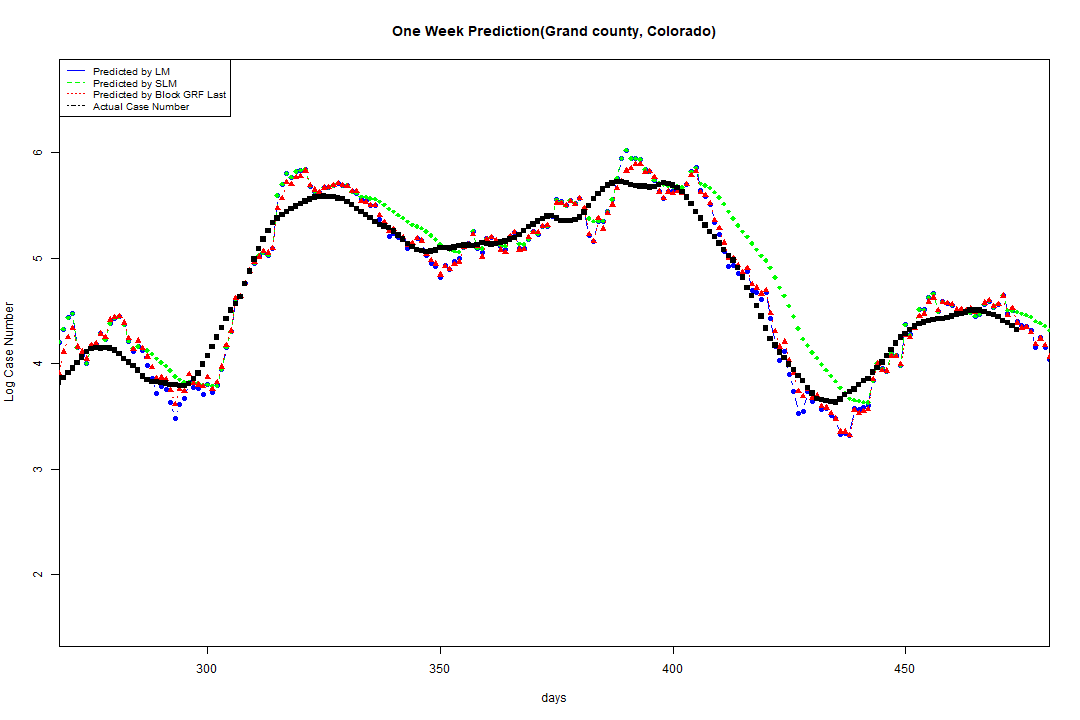 One Week Prediction(Grand county, Colorado)
Predicted by LM
Predicted by SLM
Predicted by Block GRF Last
Actual Case Number
6
5
4
3
2
Log Case Number
300
350
400
450
days